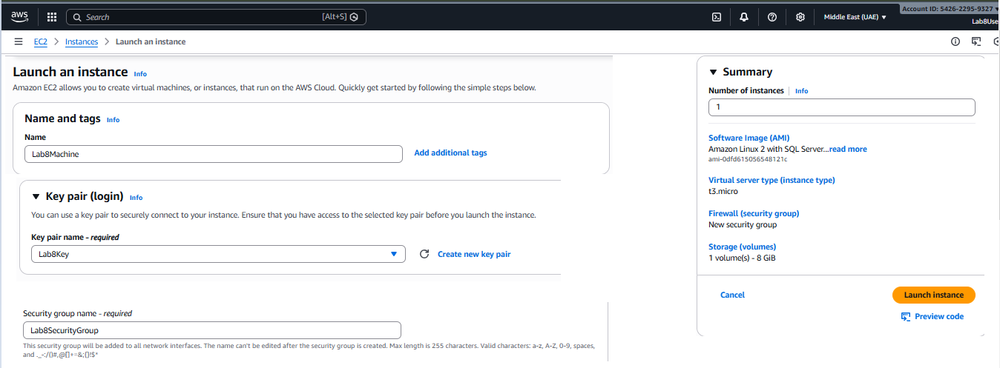 aws
Search [Alt+S]
Middle East (UAE)
Account ID: 5426-2295-9327
Lab8Use
EC2 > Instances > Launch an instance
Launch an instance Info
Amazon EC2 allows you to create virtual machines, or instances, that run on the AWS Cloud. Quickly get started by following the simple steps below.
Name and tags Info
Name
Lab8Machine
Add additional tags
Key pair (login) Info
You can use a key pair to securely connect to your instance. Ensure that you have access to the selected key pair before you launch the instance.
Key pair name - required
Lab8Key
Create new key pair
Security group name - required
Lab8SecurityGroup
This security group will be added to all network interfaces. The name can't be edited after the security group is created. Max length is 255 characters. Valid characters: a-z, A-Z, 0-9, spaces,
and ._-:/()#,@[]+=&;{}!$*
Summary
Number of instances Info
1
Software Image (AMI)
Amazon Linux 2 with SQL Server...read more
ami-0dfd615056548121c
Virtual server type (instance type)
t3.micro
Firewall (security group)
New security group
Storage (volumes)
1 volume(s) - 8 GiB
Cancel
Launch instance
Preview code